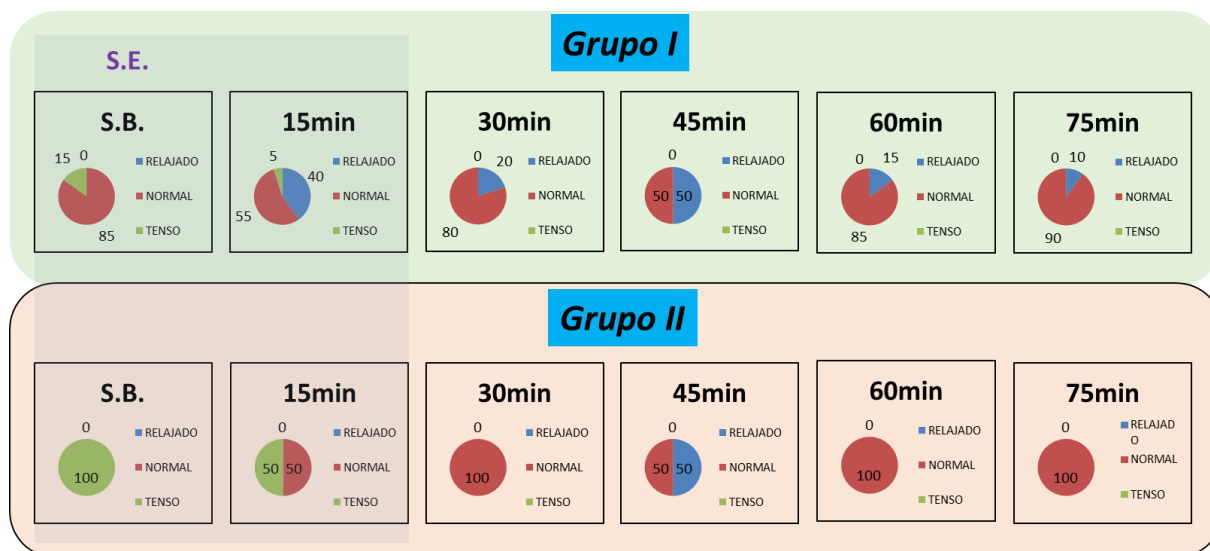 Grupo I
S.E.
S.B.
15 0
85
RELAJADO
NORMAL
TENSO
15min
5
40
55
RELAJADO
NORMAL
TENSO
30min
0 20
80
RELAJADO
NORMAL
TENSO
45min
0
50 50
RELAJADO
NORMAL
TENSO
60min
0 15
85
RELAJADO
NORMAL
TENSO
75min
0 10
90
RELAJADO
NORMAL
TENSO
Grupo II
S.B.
0
100
RELAJADO
NORMAL
TENSO
15min
0
50 50
RELAJADO
NORMAL
TENSO
30min
0
100
RELAJADO
NORMAL
TENSO
45min
0
50 50
RELAJADO
NORMAL
TENSO
60min
0
100
RELAJADO
NORMAL
TENSO
75min
0
100
RELAJAD
O
NORMAL
TENSO